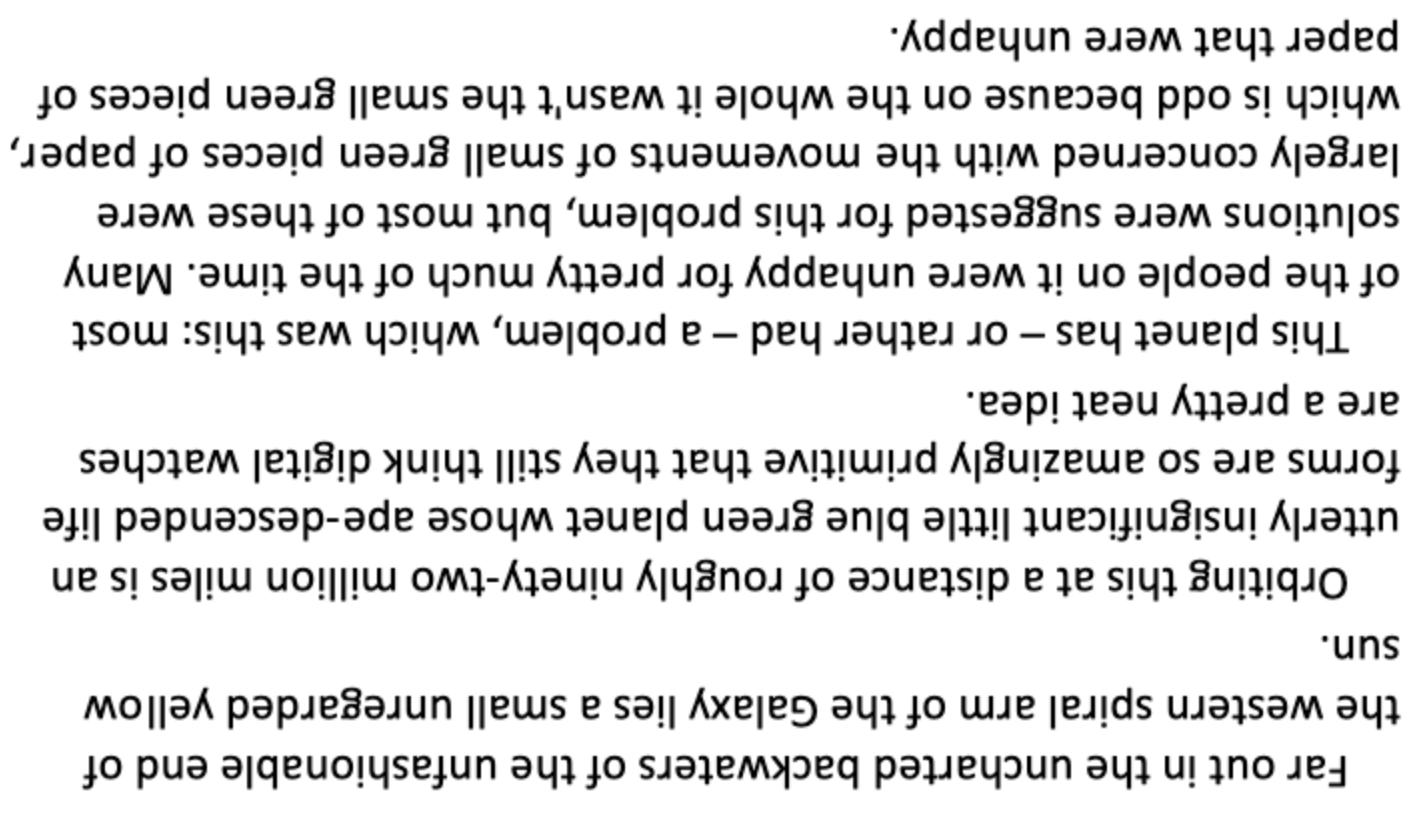 Far out in the uncharted backwaters of the unfashionable end of
the western spiral arm of the Galaxy lies a small unregarded yellow
sun.
Orbiting this at a distance of roughly ninety-two million miles is an
utterly insignificant little blue green planet whose ape-descended life
forms are so amazingly primitive that they still think digital watches
are a pretty neat idea.
This planet has – or rather had – a problem, which was this: most
of the people on it were unhappy for pretty much of the time. Many
solutions were suggested for this problem, but most of these were
largely concerned with the movements of small green pieces of paper,
which is odd because on the whole it wasn't the small green pieces of
paper that were unhappy.